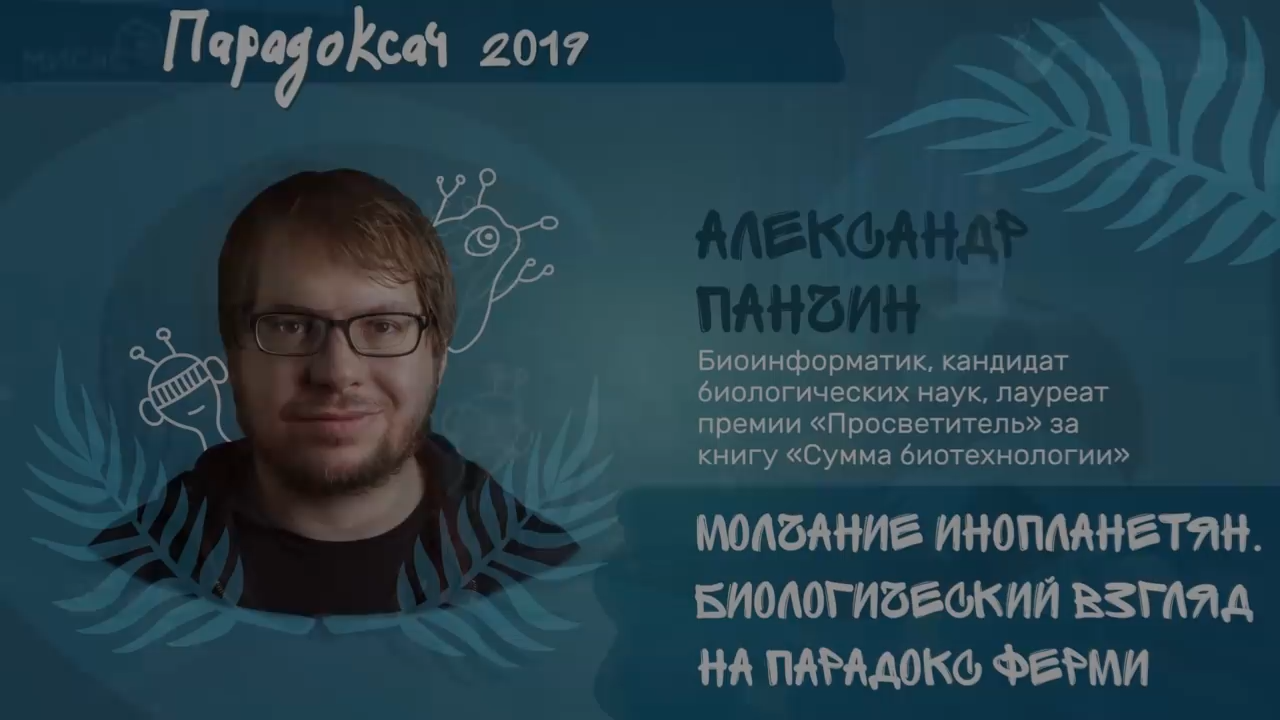 Парадоксач 2019
АЛЕКСАНДР
ПАНЧИН
Биоинформатик, кандидат
биологических наук, лауреат
премии «Просветитель» за
книгу «Сумма биотехнологии»
МОЛЧАНИЕ ИНОПЛАНЕТЯН.
БИОЛОГИЧЕСКИЙ ВЗГЛЯД
НА ПАРАДОКС ФЕРМИ